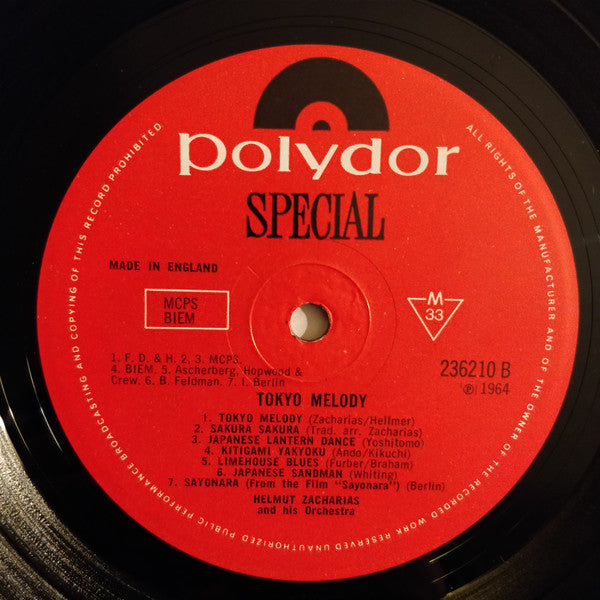 polydor
SPECIAL
MADE IN ENGLAND
MCPS
BIEM
M
33
1. F. D. & H. 2. 3. MCPS.
4. BIEM. 5. Ascherberg, Hopwood &
Crew. 6. B. Feldman. 7. I. Berlin
236210 B
Ⓟ 1964
TOKYO MELODY
1. TOKYO MELODY (Zacharias/Hellmer)
2. SAKURA SAKURA (Trad. arr. Zacharias)
3. JAPANESE LANTERN DANCE (Yoshitomo)
4. KITIGAMI YAKYOKU (Ando/Kikuchi)
5. LIMEHOUSE BLUES (Furber/Braham)
6. JAPANESE SANDMAN (Whiting)
7. SAYONARA (From the Film "Sayonara") (Berlin)
HELMUT ZACHARIAS
and his Orchestra
ALL RIGHTS OF THE MANUFACTURER AND OF THE OWNER OF THE RECORDED WORK RESERVED UNAUTHORIZED PUBLIC PERFORMANCE BROADCASTING AND COPYING OF THIS RECORD PROHIBITED